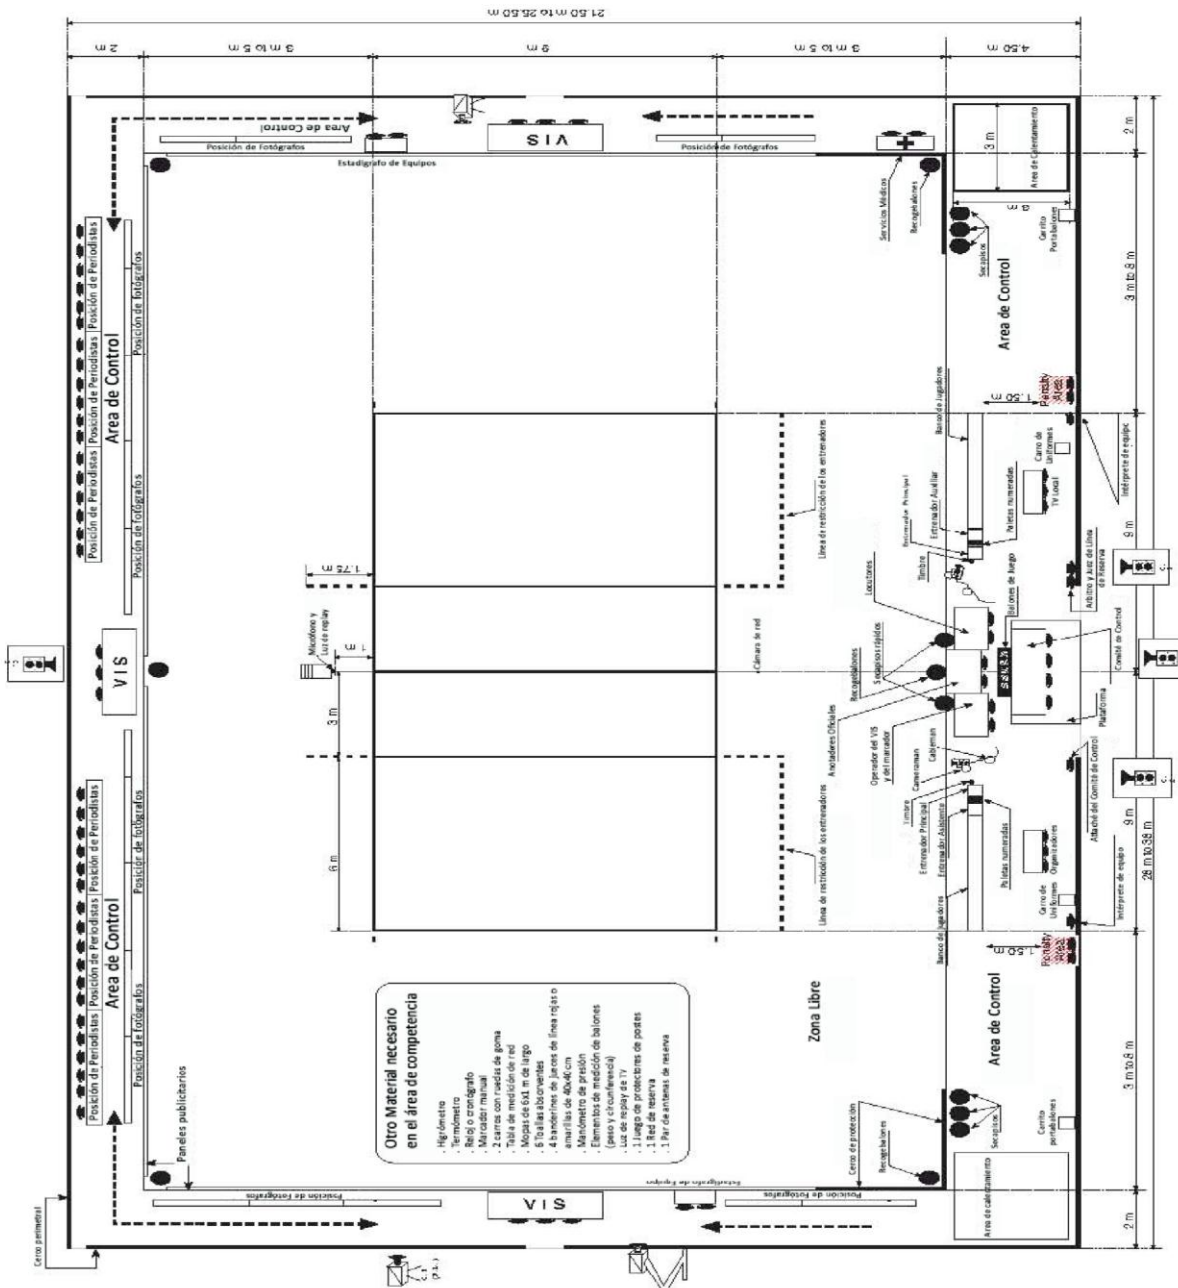 21.50 m to 25.50 m
2 m
3 m to 5 m
9 m
3 m to 5 m
4.50 m
Cerco perimetral
Paneles publicitarios
Posición de Periodistas
Posición de Periodistas
Posición de Periodistas
Area de Control
Posición de fotógrafos
Posición de fotógrafos
VIS
Posición de Periodistas
Posición de Periodistas
Posición de Periodistas
Area de Control
Posición de fotógrafos
Posición de fotógrafos
Area de Control
Posición de Fotógrafos
Estadígrafo de Equipos
VIS
Posición de Fotógrafos
Servicios Médicos
Recogebalones
Posición de Fotógrafos
VIS
Estadígrafo de Equipo
Posición de Fotógrafos
Micrófono y
Luz de replay
1 m
1.75 m
3 m
6 m
Cámara de red
Otro Material necesario
en el área de competencia
. Higrómetro
. Termómetro
. Reloj o cronógrafo
. Marcador manual
. 2 carros con ruedas de goma
. Tabla de medición de red
. Mopas de 6x1 m de largo
. 6 Toallas absorventes
. 4 banderines de jueces de línea rojas o
amarillas de 40x40 cm
. Manómetro de presión
. Elementos de medición de balones
(peso y circunferencia)
. Luz de replay de TV
. 1 Juego de protectores de postes
. 1 Red de reserva
. 1 Par de antenas de reserva
Zona Libre
Línea de restricción de los entrenadores
Línea de restricción de los entrenadores
Cerco de protección
Recogebalones
Area de calentamiento
Secapisos
Carrito
portabalones
Area de Control
Banco de Jugadores
1.50 m
Penalty
Area
Timbre
Entrenador Principal
Entrenador Asistente
Paletas numeradas
Carro de
Uniformes
Organizadores
Intérprete de equipo
Cameraman
Cableman
Operador del VIS
y del marcador
Anotadores Oficiales
Secapisos rápidos
Recogebalones
Locutores
Balones de Juego
Plataforma
Comité de Control
Attaché del Comité de Control
Arbitro y Juez de Línea
de Reserva
Timbre
Entrenador Principal
Entrenador Auxiliar
Paletas numeradas
Banco de Jugadores
TV Local
Carro de
Uniformes
Intérprete de equipo
1.50 m
Penalty
Area
Area de Control
Secapisos
Carrito
Portabalones
Area de Calentamiento
3 m
2 m
3 m to 8 m
9 m
9 m
3 m to 8 m
2 m
28 m to 38 m